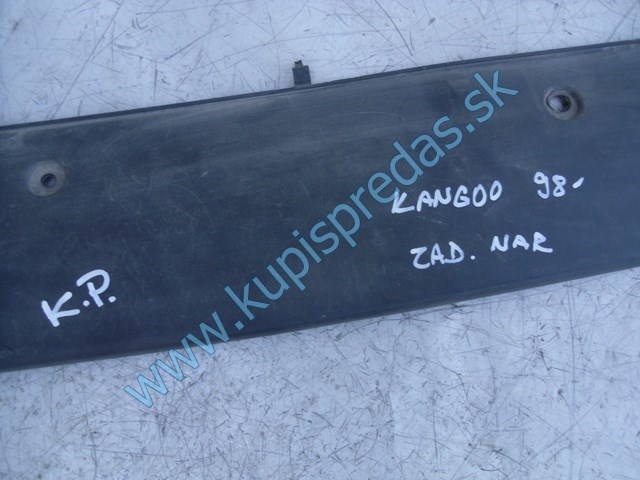 www.kupispredas.sk
KANGOO 98-
ZAD. NAR
K.P.